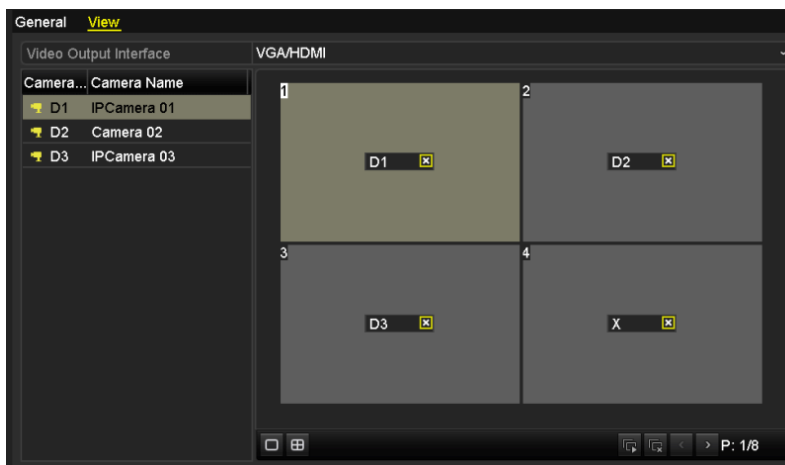 General View
Video Output Interface VGA/HDMI
Camera... Camera Name
D1 IPCamera 01
D2 Camera 02
D3 IPCamera 03
1 2
D1 D2
3 4
D3 X
P: 1/8